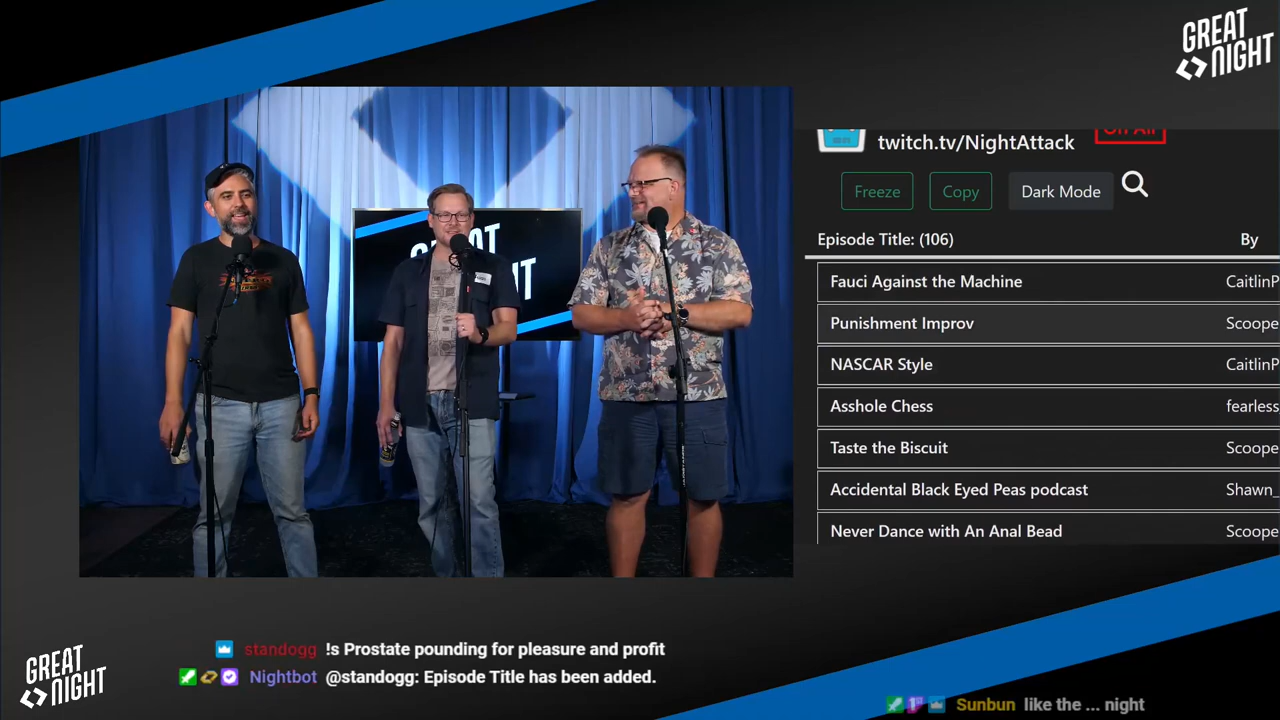 GREAT
NIGHT
On Air
twitch.tv/NightAttack
Freeze
Copy
Dark Mode
Episode Title: (106)
By
Fauci Against the Machine
CaitlinP
Punishment Improv
Scoope
NASCAR Style
CaitlinP
Asshole Chess
fearless
Taste the Biscuit
Scoope
Accidental Black Eyed Peas podcast
Shawn_
Never Dance with An Anal Bead
Scoope
GREAT
NIGHT
standogg !s Prostate pounding for pleasure and profit
Nightbot @standogg: Episode Title has been added.
Sunbun like the ... night